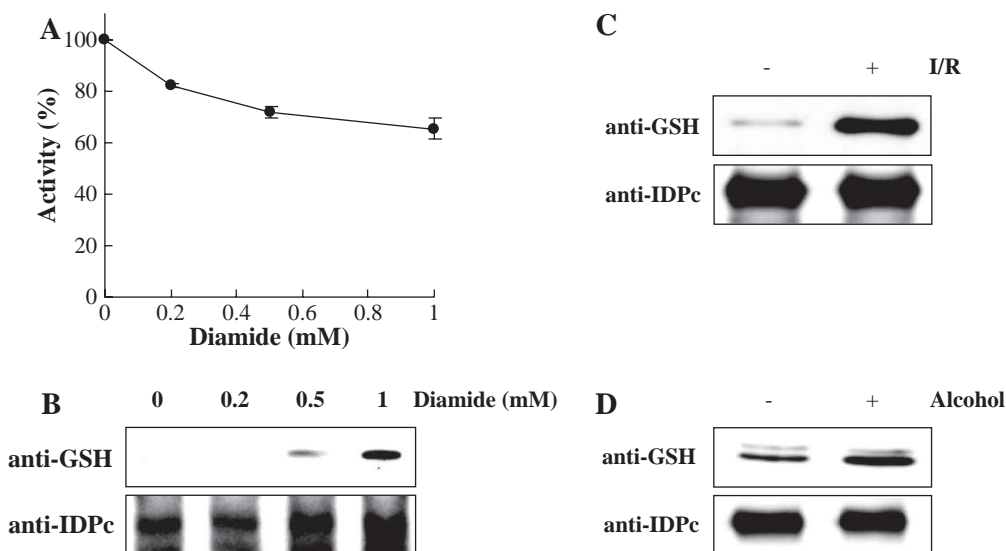 A
100
80
60
40
20
0
Activity (%)
0 0.2 0.4 0.6 0.8 1
Diamide (mM)
B 0 0.2 0.5 1 Diamide (mM)
anti-GSH
anti-IDPc
C
- + I/R
anti-GSH
anti-IDPc
D - + Alcohol
anti-GSH
anti-IDPc